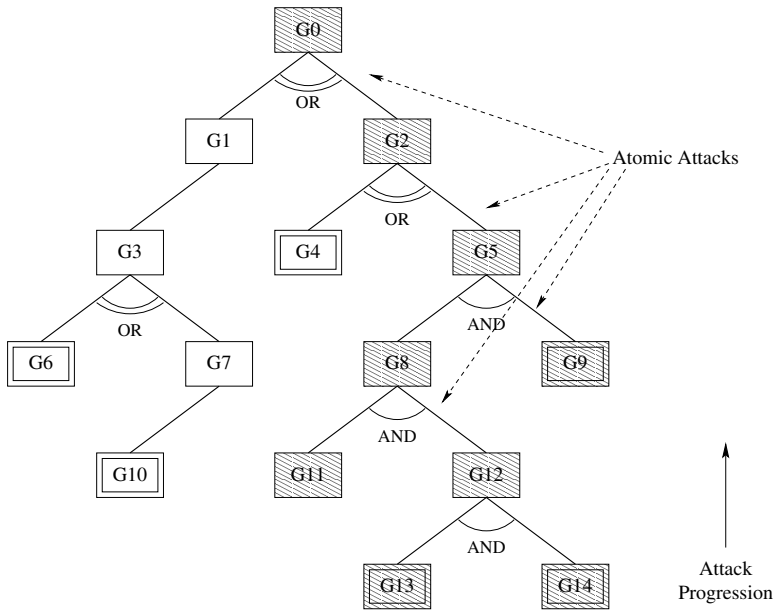 G0
OR
G1
G2
Atomic Attacks
OR
G3
G4
G5
OR
AND
G6
G7
G8
G9
AND
G10
G11
G12
AND
G13
G14
Attack
Progression